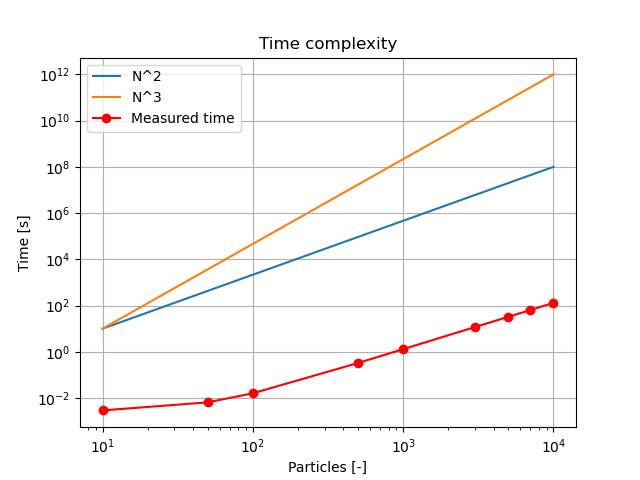 Time complexity
N^2
N^3
Measured time
Time [s]
10^12
10^10
10^8
10^6
10^4
10^2
10^0
10^−2
10^1 10^2 10^3 10^4
Particles [-]